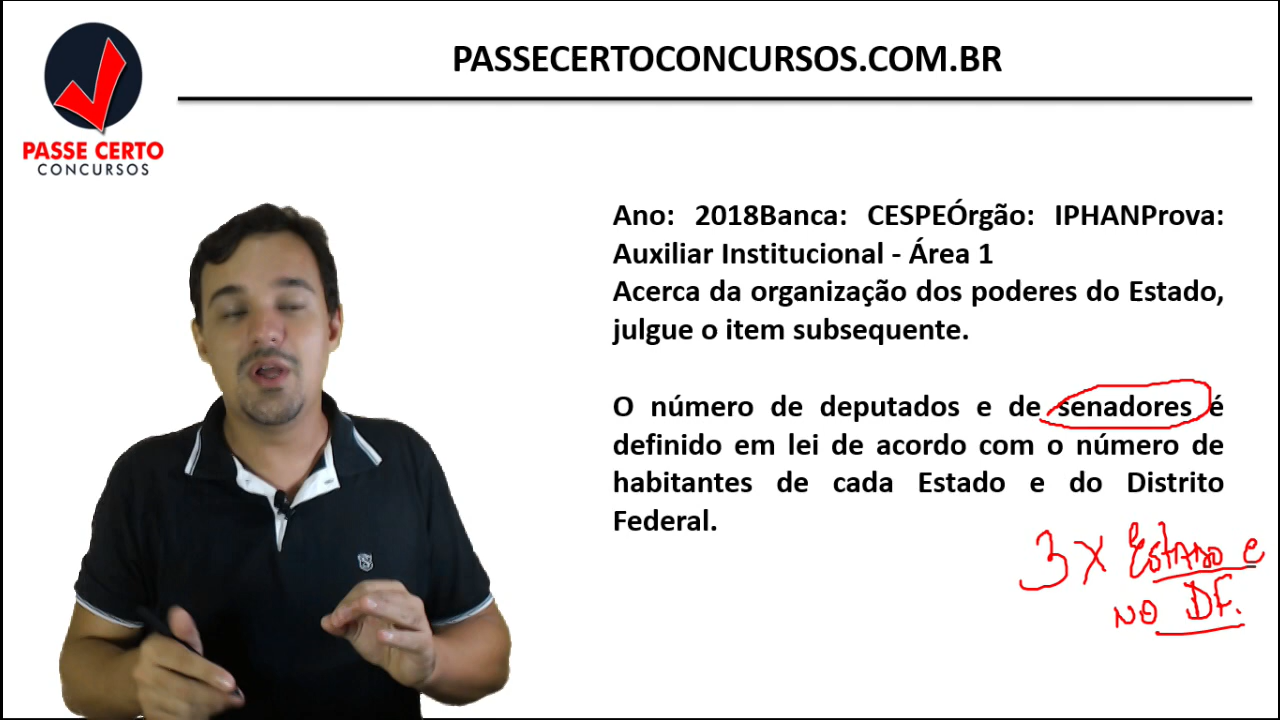 PASSECERTOCONCURSOS.COM.BR
PASSE CERTO
CONCURSOS
Ano: 2018Banca: CESPEÓrgão: IPHANProva:
Auxiliar Institucional - Área 1
Acerca da organização dos poderes do Estado,
julgue o item subsequente.
O número de deputados e de senadores é
definido em lei de acordo com o número de
habitantes de cada Estado e do Distrito
Federal.
3 x Estado e
no DF.